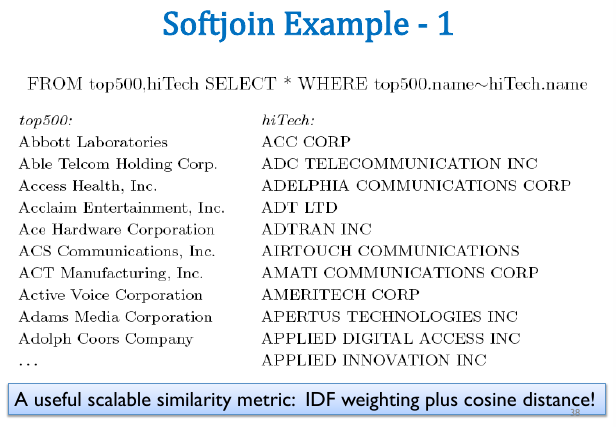 Softjoin Example - 1
FROM top500,hiTech SELECT * WHERE top500.name~hiTech.name
top500:
Abbott Laboratories
Able Telcom Holding Corp.
Access Health, Inc.
Acclaim Entertainment, Inc.
Ace Hardware Corporation
ACS Communications, Inc.
ACT Manufacturing, Inc.
Active Voice Corporation
Adams Media Corporation
Adolph Coors Company
...
hiTech:
ACC CORP
ADC TELECOMMUNICATION INC
ADELPHIA COMMUNICATIONS CORP
ADT LTD
ADTRAN INC
AIRTOUCH COMMUNICATIONS
AMATI COMMUNICATIONS CORP
AMERITECH CORP
APERTUS TECHNOLOGIES INC
APPLIED DIGITAL ACCESS INC
APPLIED INNOVATION INC
A useful scalable similarity metric: IDF weighting plus cosine distance!
38